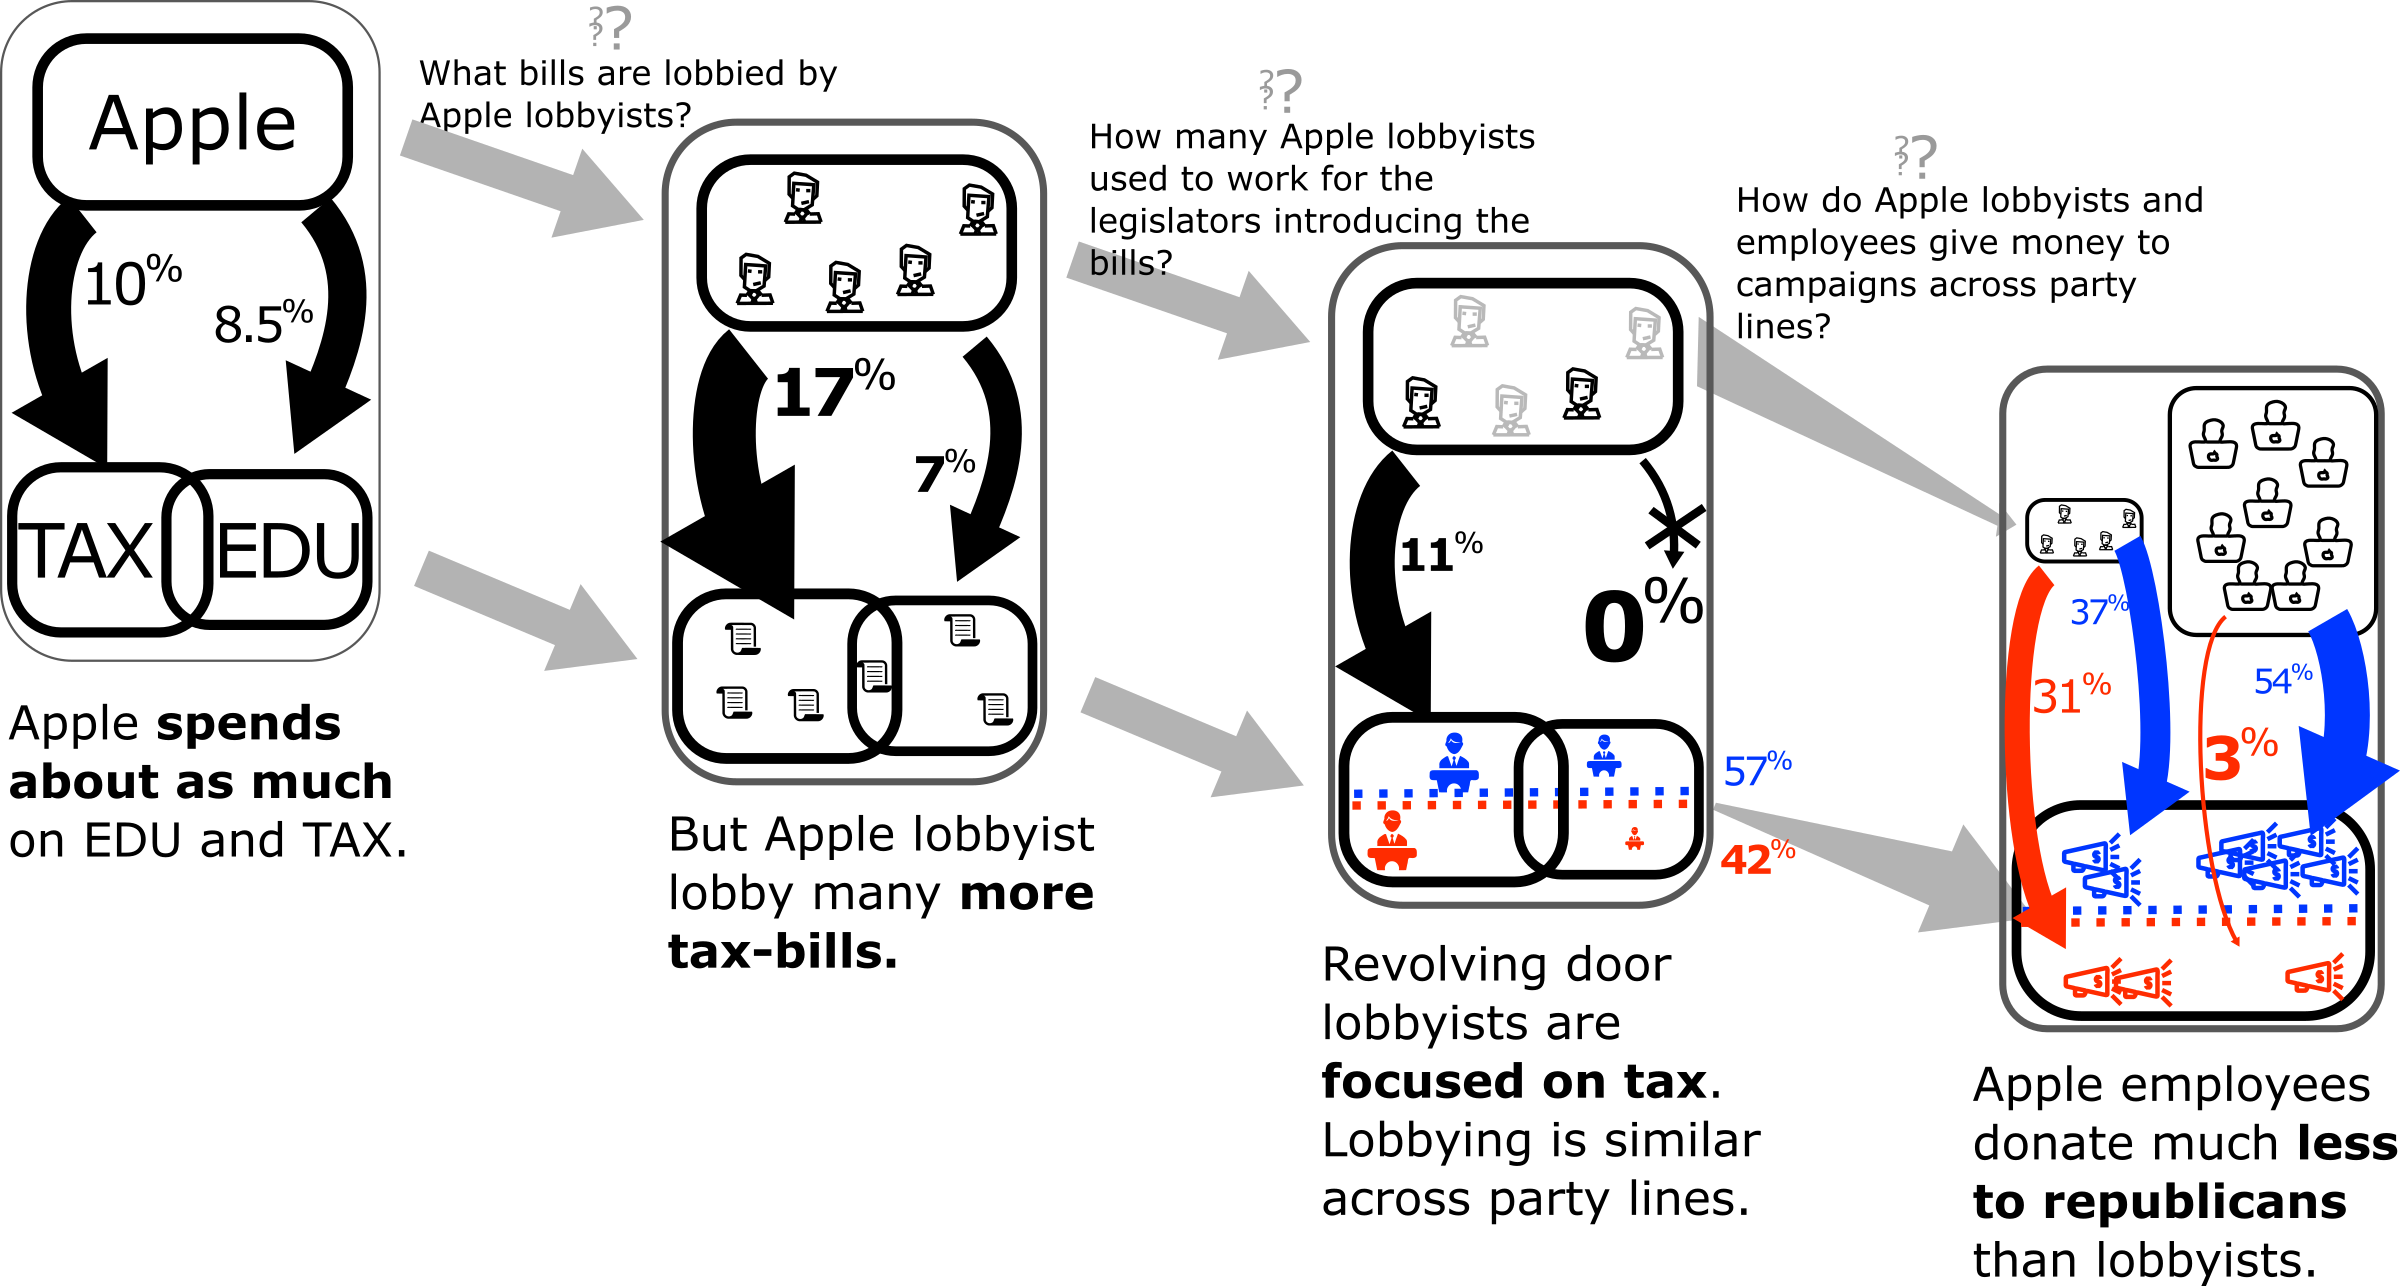 Apple
10%
8.5%
TAX
EDU
Apple spends
about as much
on EDU and TAX.
???
What bills are lobbied by
Apple lobbyists?
17%
7%
But Apple lobbyist
lobby many more
tax-bills.
???
How many Apple lobbyists
used to work for the
legislators introducing the
bills?
11%
0%
57%
42%
Revolving door
lobbyists are
focused on tax.
Lobbying is similar
across party lines.
???
How do Apple lobbyists and
employees give money to
campaigns across party
lines?
37%
31%
54%
3%
$
$
$
$
$
$
$
$
$
$
Apple employees
donate much less
to republicans
than lobbyists.